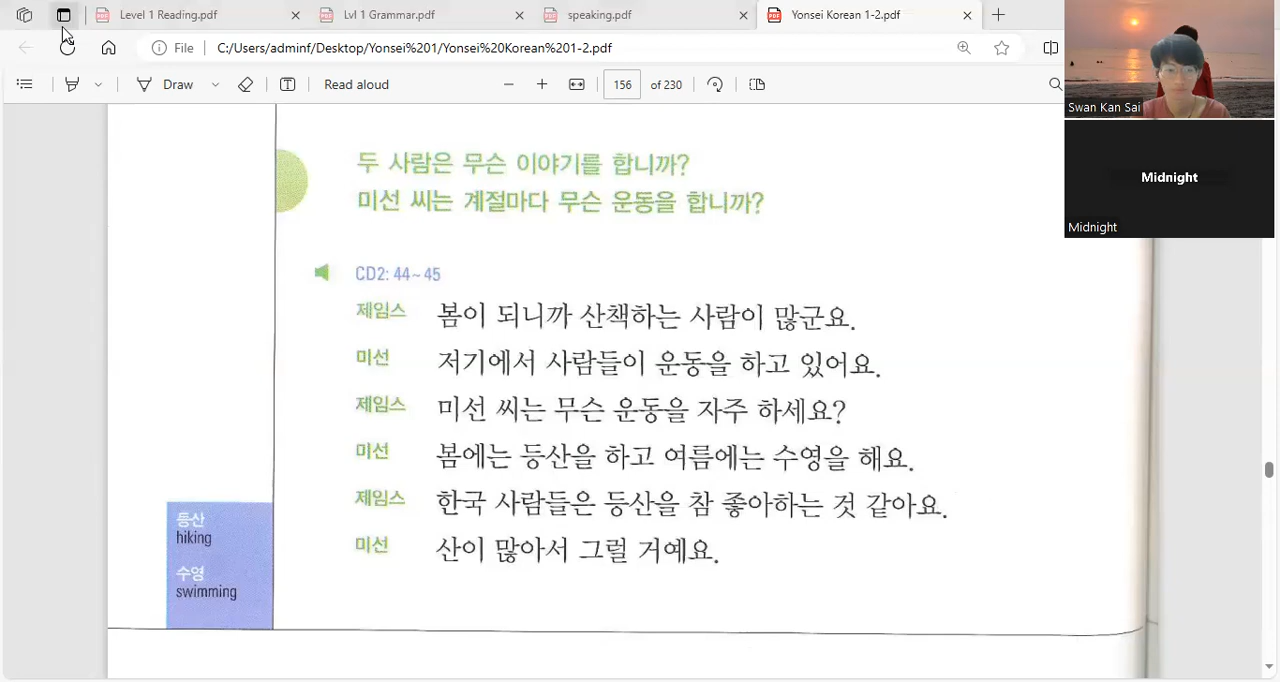 Level 1 Reading.pdf
Lvl 1 Grammar.pdf
speaking.pdf
Yonsei Korean 1-2.pdf
File C:/Users/adminf/Desktop/Yonsei%201/Yonsei%20Korean%201-2.pdf
Draw Read aloud 156 of 230
Swan Kan Sai
Midnight
Midnight
두 사람은 무슨 이야기를 합니까?
미선 씨는 계절마다 무슨 운동을 합니까?
CD2: 44~45
제임스 봄이 되니까 산책하는 사람이 많군요.
미선 저기에서 사람들이 운동을 하고 있어요.
제임스 미선 씨는 무슨 운동을 자주 하세요?
미선 봄에는 등산을 하고 여름에는 수영을 해요.
제임스 한국 사람들은 등산을 참 좋아하는 것 같아요.
미선 산이 많아서 그럴 거예요.
등산
hiking
수영
swimming